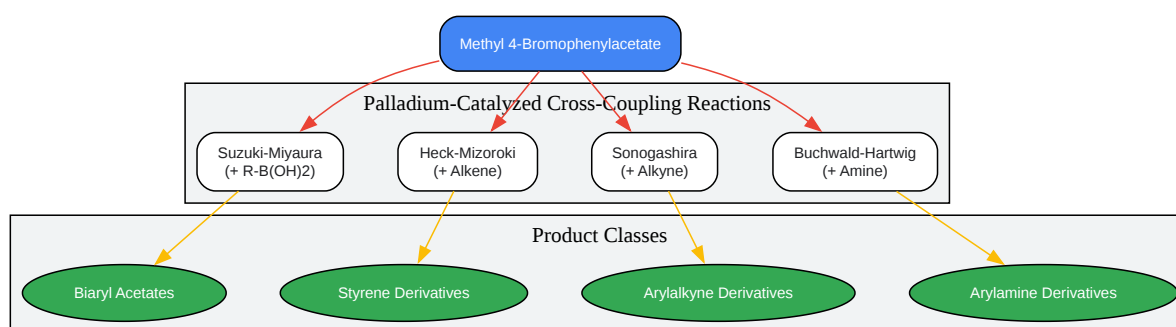 Methyl 4-Bromophenylacetate
Palladium-Catalyzed Cross-Coupling Reactions
Suzuki-Miyaura
(+ R-B(OH)2)
Heck-Mizoroki
(+ Alkene)
Sonogashira
(+ Alkyne)
Buchwald-Hartwig
(+ Amine)
Product Classes
Biaryl Acetates
Styrene Derivatives
Arylalkyne Derivatives
Arylamine Derivatives